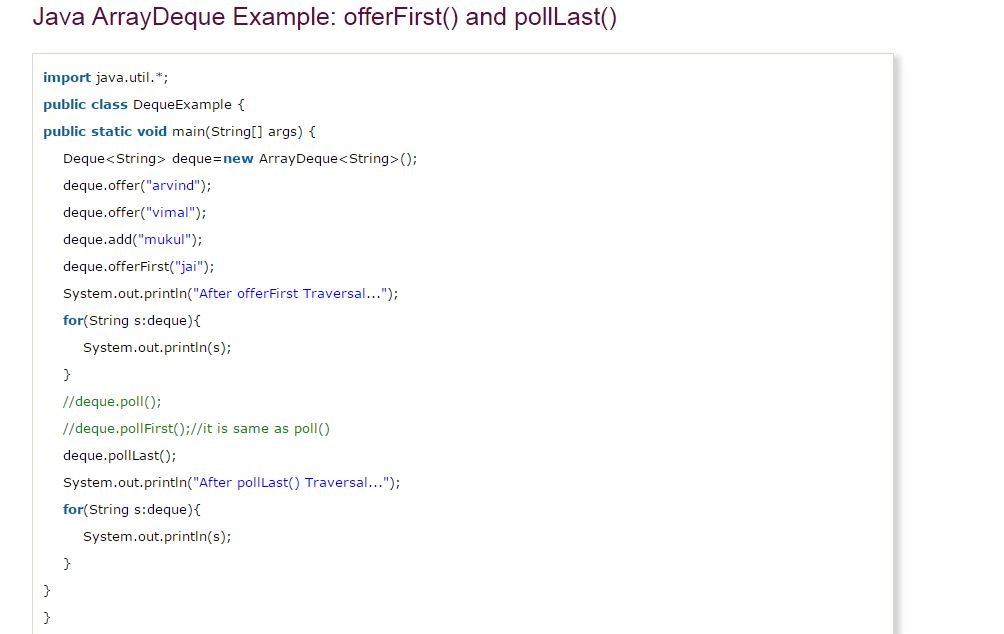 Java ArrayDeque Example: offerFirst() and pollLast()
import java.util.*;
public class DequeExample {
public static void main(String[] args) {
Deque<String> deque=new ArrayDeque<String>();
deque.offer("arvind");
deque.offer("vimal");
deque.add("mukul");
deque.offerFirst("jai");
System.out.println("After offerFirst Traversal...");
for(String s:deque){
System.out.println(s);
}
//deque.poll();
//deque.pollFirst();//it is same as poll()
deque.pollLast();
System.out.println("After pollLast() Traversal...");
for(String s:deque){
System.out.println(s);
}
}
}